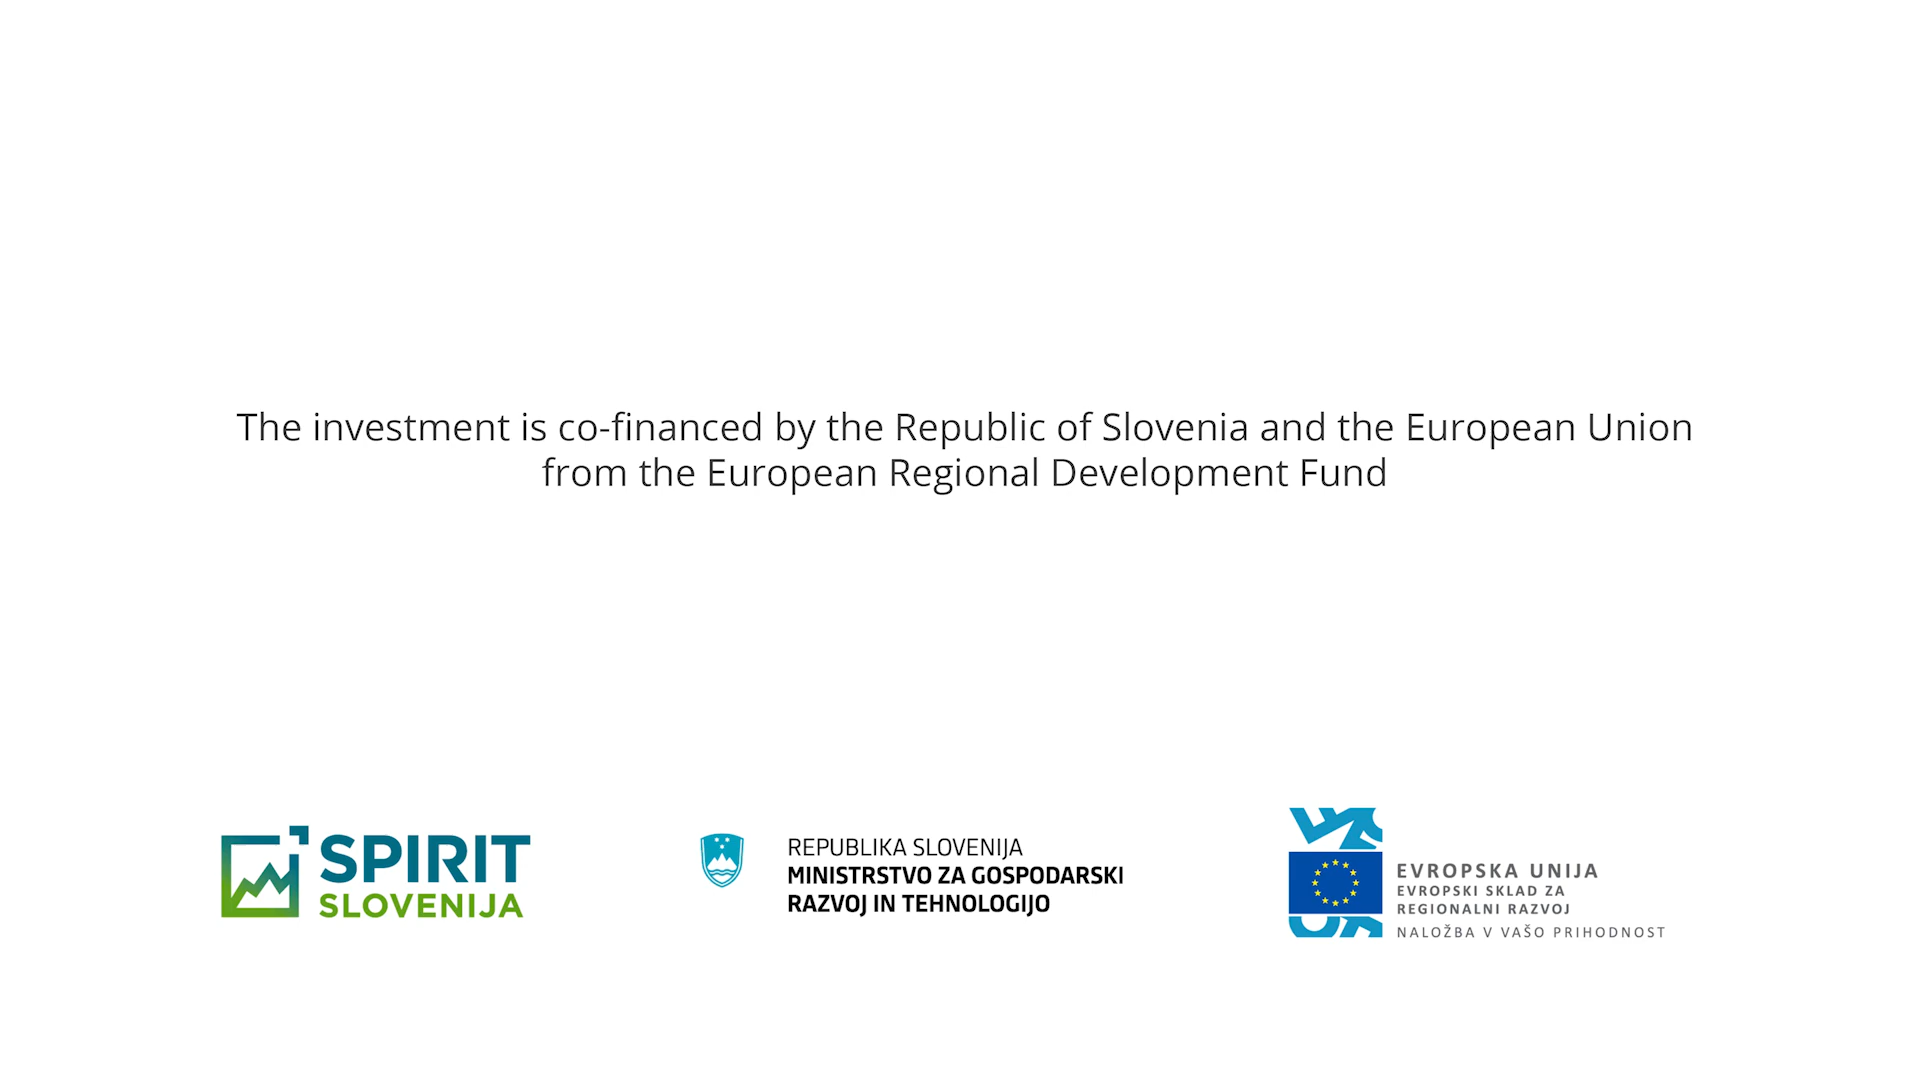 The investment is co-financed by the Republic of Slovenia and the European Union
from the European Regional Development Fund
SPIRIT
SLOVENIJA
REPUBLIKA SLOVENIJA
MINISTRSTVO ZA GOSPODARSKI
RAZVOJ IN TEHNOLOGIJO
EVROPSKA UNIJA
EVROPSKI SKLAD ZA
REGIONALNI RAZVOJ
NALOŽBA V VAŠO PRIHODNOST